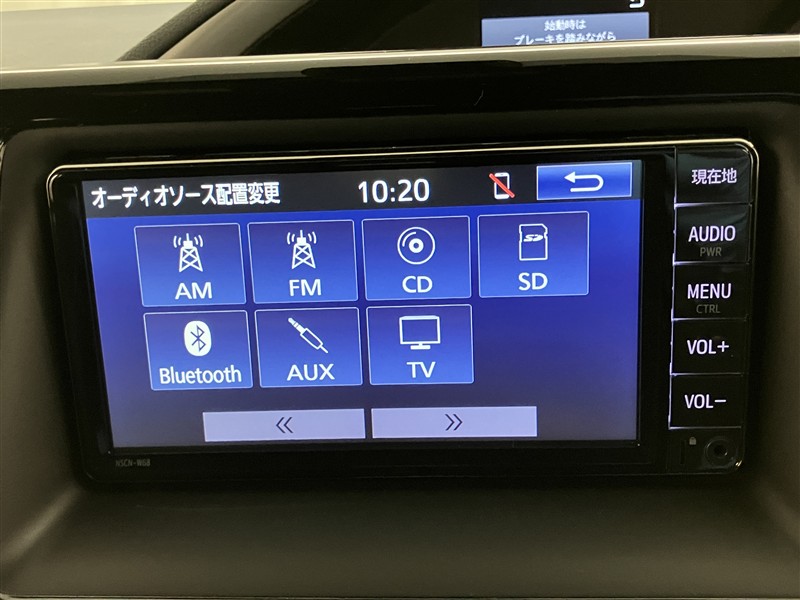 始動時は
ブレーキを踏みながら
オーディオソース配置変更
10:20
現在地
AM
FM
CD
SD
AUDIO
PWR
MENU
CTRL
Bluetooth
AUX
TV
VOL+
VOL-
NSCN-W68